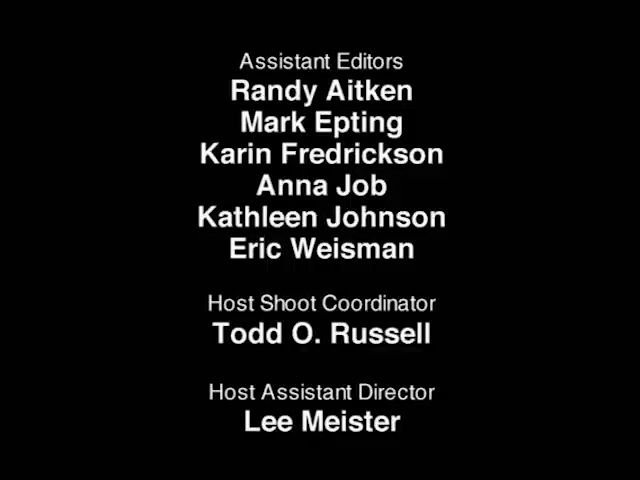 Assistant Editors
Randy Aitken
Mark Epting
Karin Fredrickson
Anna Job
Kathleen Johnson
Eric Weisman
Host Shoot Coordinator
Todd O. Russell
Host Assistant Director
Lee Meister